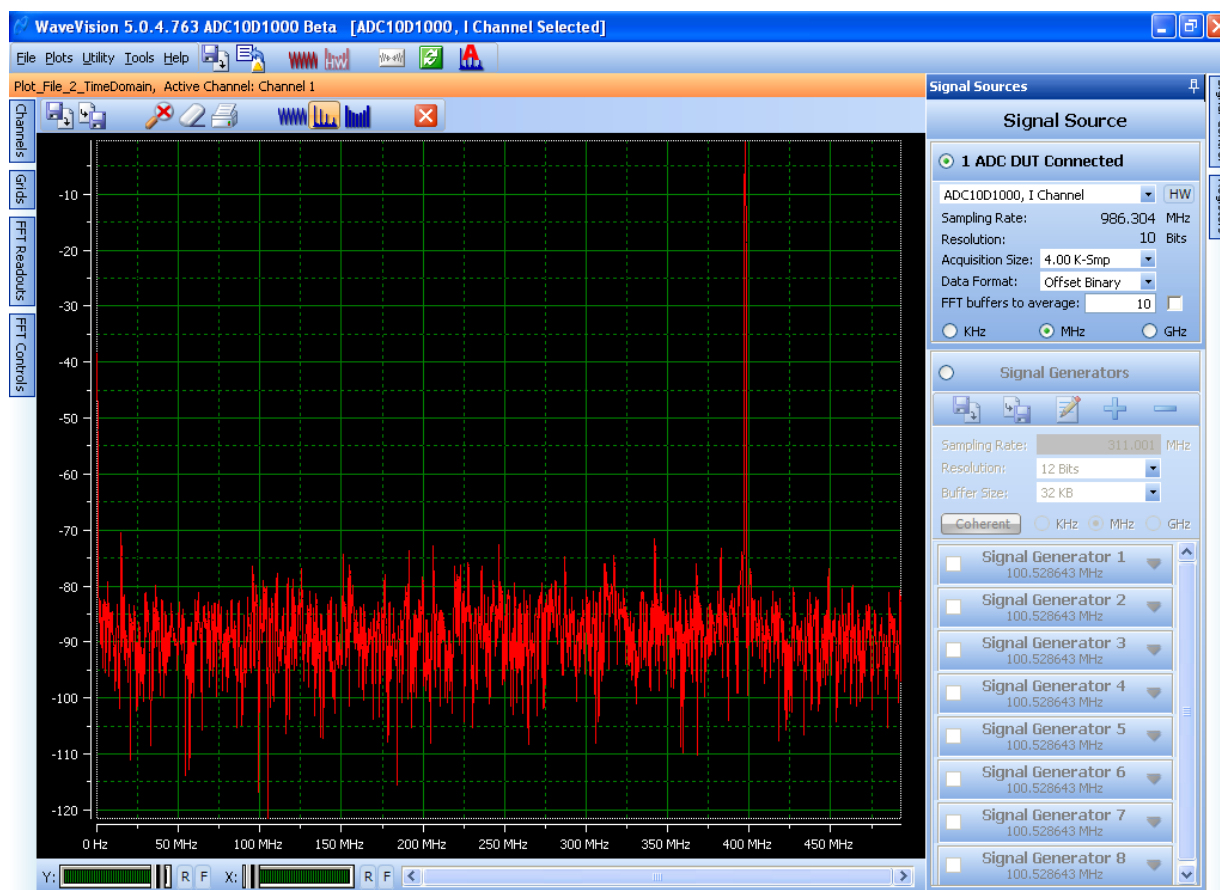 WaveVision 5.0.4.763 ADC10D1000 Beta [ADC10D1000, I Channel Selected]
File Plots Utility Tools Help
HW
A
Plot_File_2_TimeDomain, Active Channel: Channel 1
Channels
Grids
FFT Readouts
FFT Controls
-10
-20
-30
-40
-50
-60
-70
-80
-90
-100
-110
-120
0 Hz 50 MHz 100 MHz 150 MHz 200 MHz 250 MHz 300 MHz 350 MHz 400 MHz 450 MHz
Y: R F X: R F
Signal Sources
Signal Source
1 ADC DUT Connected
ADC10D1000, I Channel HW
Sampling Rate: 986.304 MHz
Resolution: 10 Bits
Acquisition Size: 4.00 K-Smp
Data Format: Offset Binary
FFT buffers to average: 10
KHz MHz GHz
Signal Generators
Sampling Rate: 311.001 MHz
Resolution: 12 Bits
Buffer Size: 32 KB
Coherent KHz MHz GHz
Signal Generator 1
100.528643 MHz
Signal Generator 2
100.528643 MHz
Signal Generator 3
100.528643 MHz
Signal Generator 4
100.528643 MHz
Signal Generator 5
100.528643 MHz
Signal Generator 6
100.528643 MHz
Signal Generator 7
100.528643 MHz
Signal Generator 8
100.528643 MHz